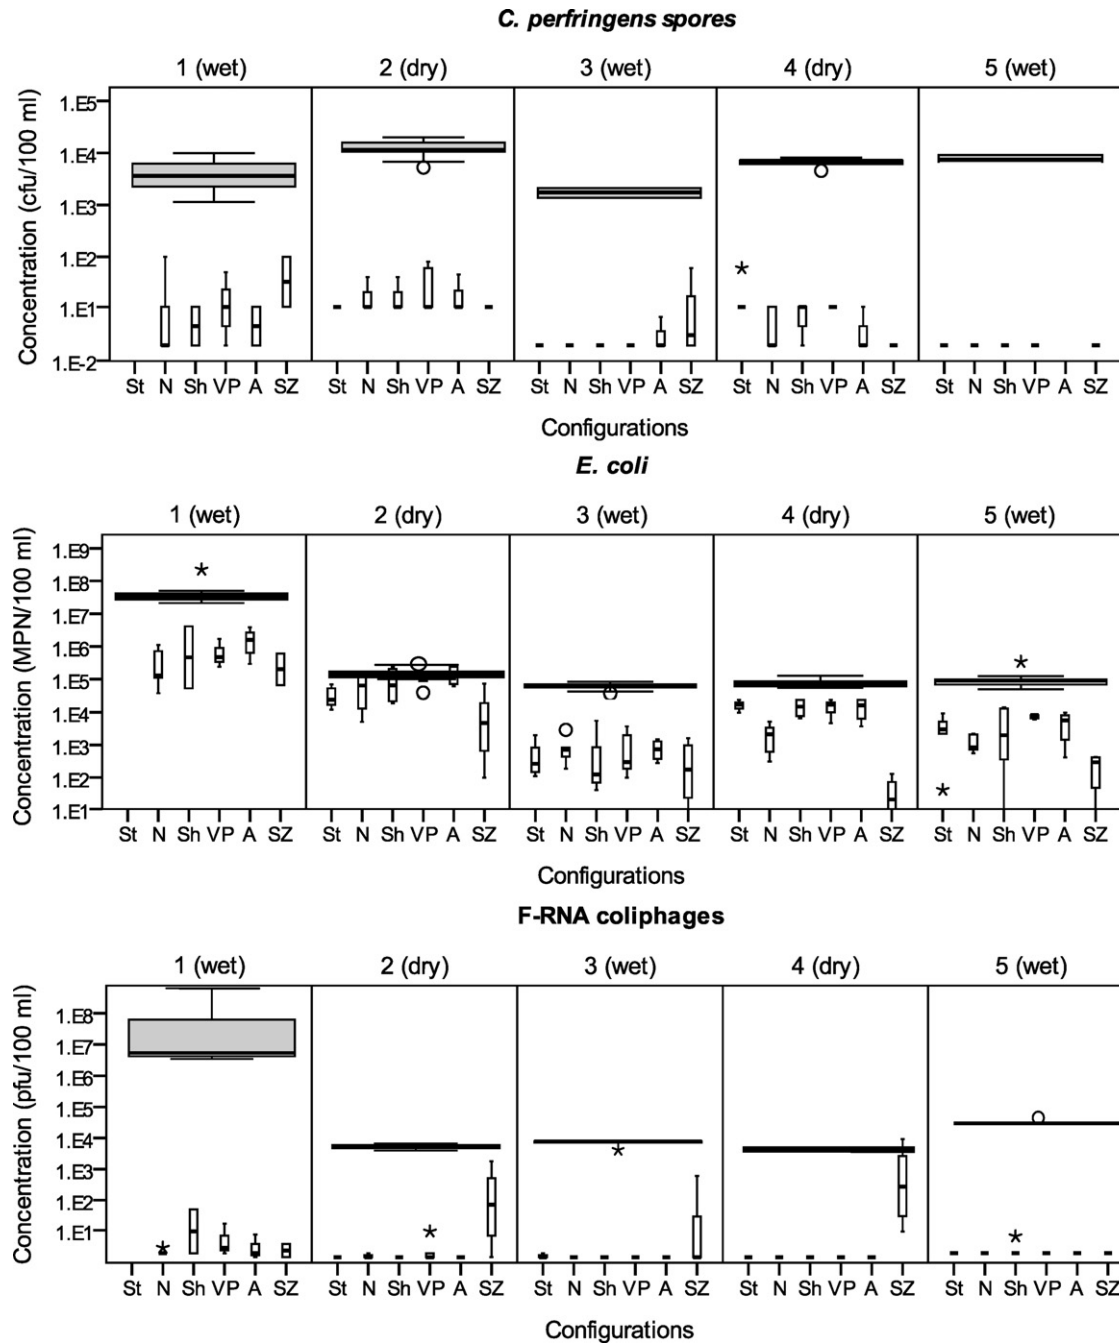 C. perfringens spores
1 (wet) 2 (dry) 3 (wet) 4 (dry) 5 (wet)
Concentration (cfu/100 ml)
1.E5
1.E4
1.E3
1.E2
1.E1
1.E-2
St N Sh VP A SZ St N Sh VP A SZ St N Sh VP A SZ St N Sh VP A SZ St N Sh VP A SZ
Configurations
E. coli
1 (wet) 2 (dry) 3 (wet) 4 (dry) 5 (wet)
Concentration (MPN/100 ml)
1.E9
1.E8
1.E7
1.E6
1.E5
1.E4
1.E3
1.E2
1.E1
St N Sh VP A SZ St N Sh VP A SZ St N Sh VP A SZ St N Sh VP A SZ St N Sh VP A SZ
Configurations
F-RNA coliphages
1 (wet) 2 (dry) 3 (wet) 4 (dry) 5 (wet)
Concentration (pfu/100 ml)
1.E8
1.E7
1.E6
1.E5
1.E4
1.E3
1.E2
1.E1
St N Sh VP A SZ St N Sh VP A SZ St N Sh VP A SZ St N Sh VP A SZ St N Sh VP A SZ
Configurations